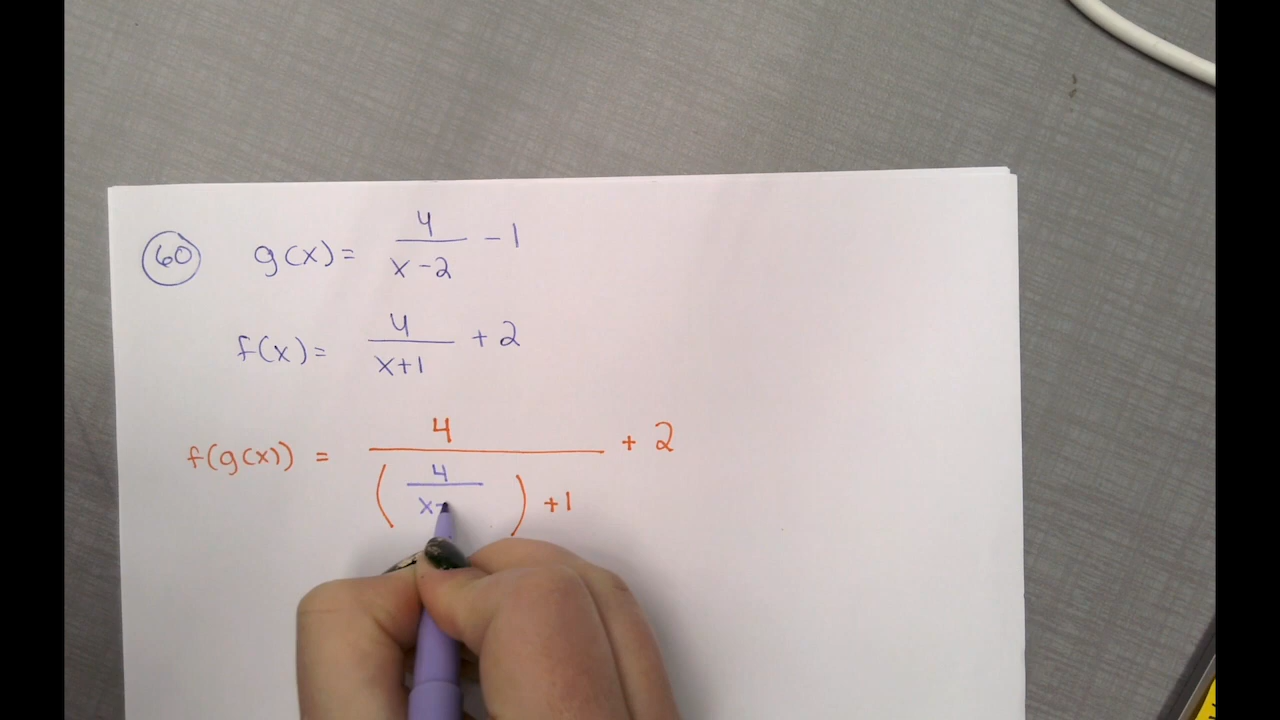 60 g(x) = 4/(x-2) - 1
f(x) = 4/(x+1) + 2
f(g(x)) = 4/((4/(x-)) + 1) + 2